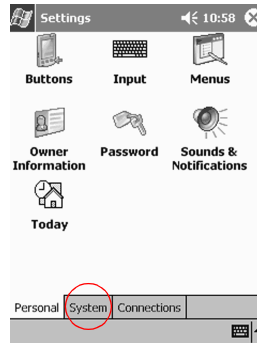 Settings 10:58
Buttons Input Menus
Owner Information Password Sounds & Notifications
Today
Personal System Connections